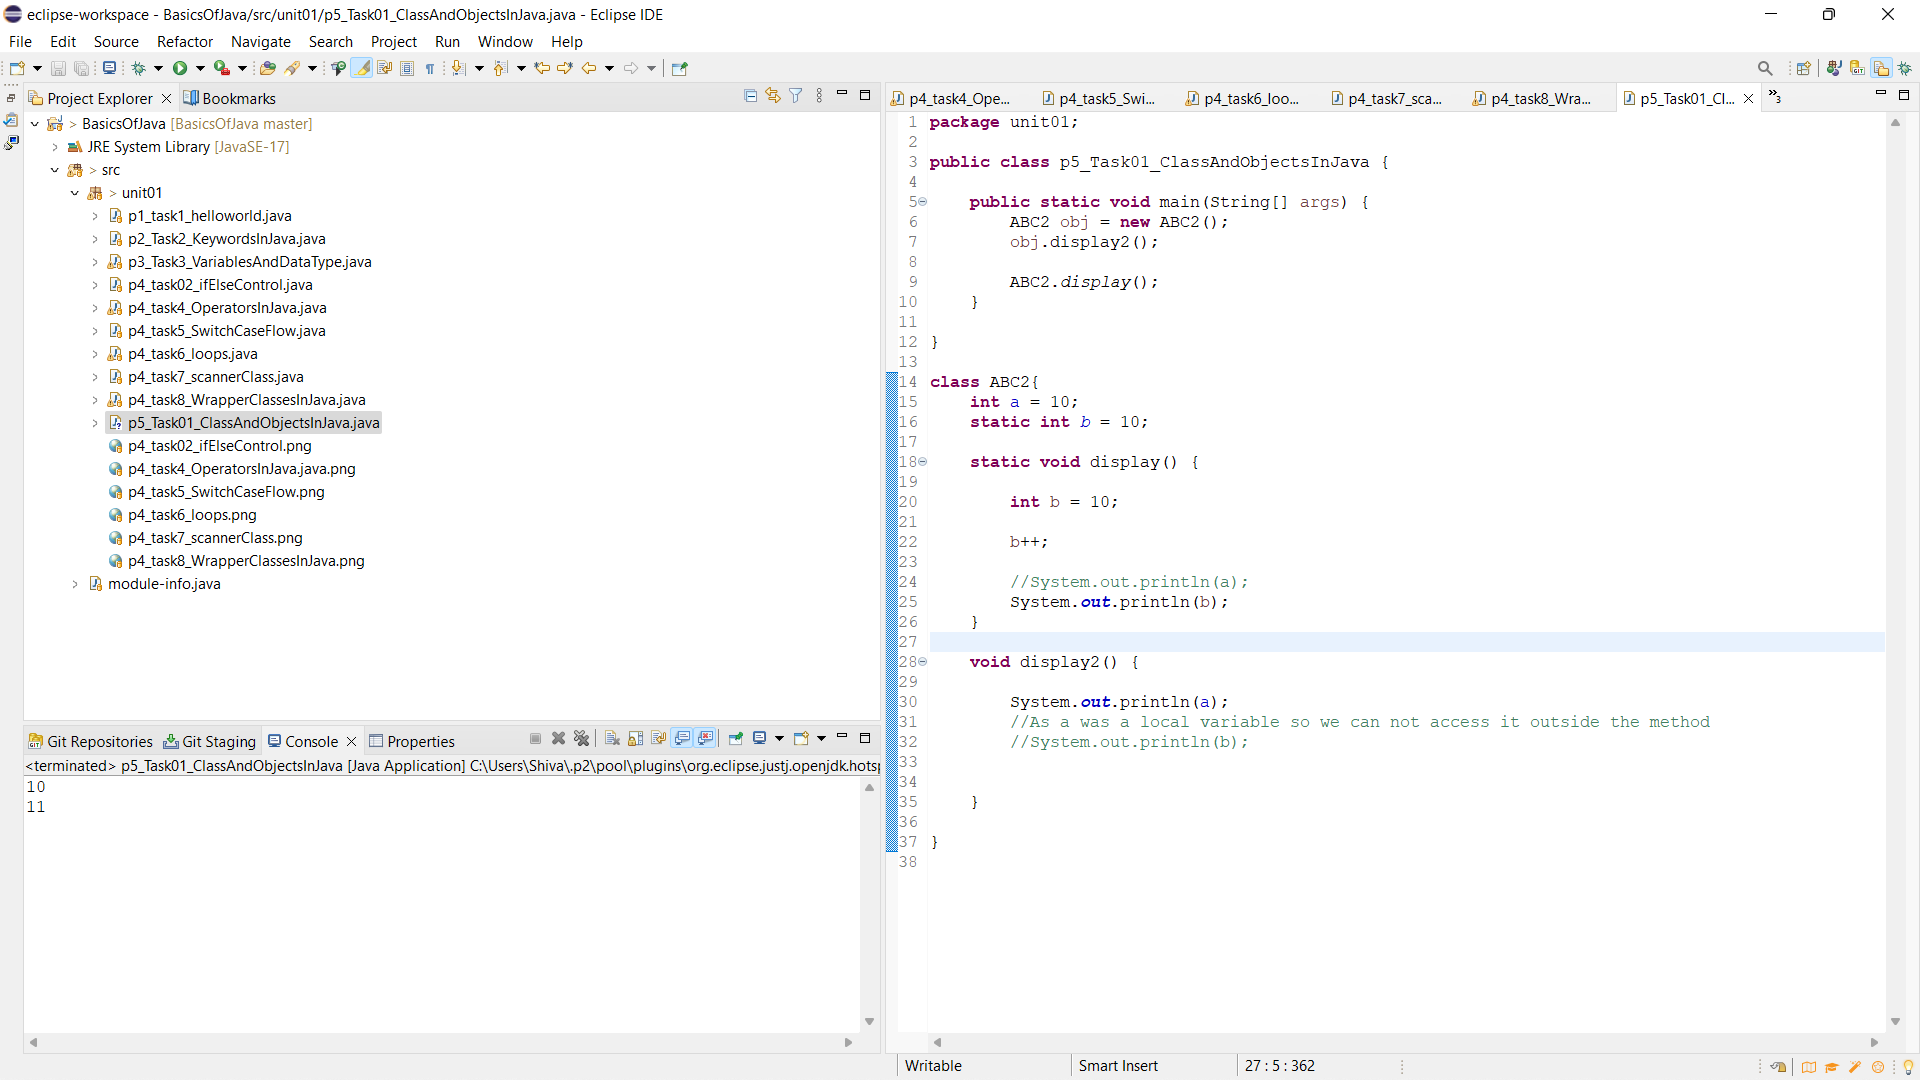 eclipse-workspace - BasicsOfJava/src/unit01/p5_Task01_ClassAndObjectsInJava.java - Eclipse IDE
File Edit Source Refactor Navigate Search Project Run Window Help
Project Explorer Bookmarks
BasicsOfJava [BasicsOfJava master]
JRE System Library [JavaSE-17]
> src
> unit01
p1_task1_helloworld.java
p2_Task2_KeywordsInJava.java
p3_Task3_VariablesAndDataType.java
p4_task02_ifElseControl.java
p4_task4_OperatorsInJava.java
p4_task5_SwitchCaseFlow.java
p4_task6_loops.java
p4_task7_scannerClass.java
p4_task8_WrapperClassesInJava.java
p5_Task01_ClassAndObjectsInJava.java
p4_task02_ifElseControl.png
p4_task4_OperatorsInJava.java.png
p4_task5_SwitchCaseFlow.png
p4_task6_loops.png
p4_task7_scannerClass.png
p4_task8_WrapperClassesInJava.png
module-info.java
Git Repositories Git Staging Console Properties
<terminated> p5_Task01_ClassAndObjectsInJava [Java Application] C:\Users\Shiva\.p2\pool\plugins\org.eclipse.justj.openjdk.hotsp
10
11
p4_task4_Ope... p4_task5_Swi... p4_task6_loo... p4_task7_sca... p4_task8_Wra... p5_Task01_Cl... »3
1 package unit01;
2
3 public class p5_Task01_ClassAndObjectsInJava {
4
5 public static void main(String[] args) {
6 ABC2 obj = new ABC2();
7 obj.display2();
8
9 ABC2.display();
10 }
11
12 }
13
14 class ABC2{
15 int a = 10;
16 static int b = 10;
17
18 static void display() {
19
20 int b = 10;
21
22 b++;
23
24 //System.out.println(a);
25 System.out.println(b);
26 }
27
28 void display2() {
29
30 System.out.println(a);
31 //As a was a local variable so we can not access it outside the method
32 //System.out.println(b);
33
34
35 }
36
37 }
38
Writable Smart Insert 27 : 5 : 362